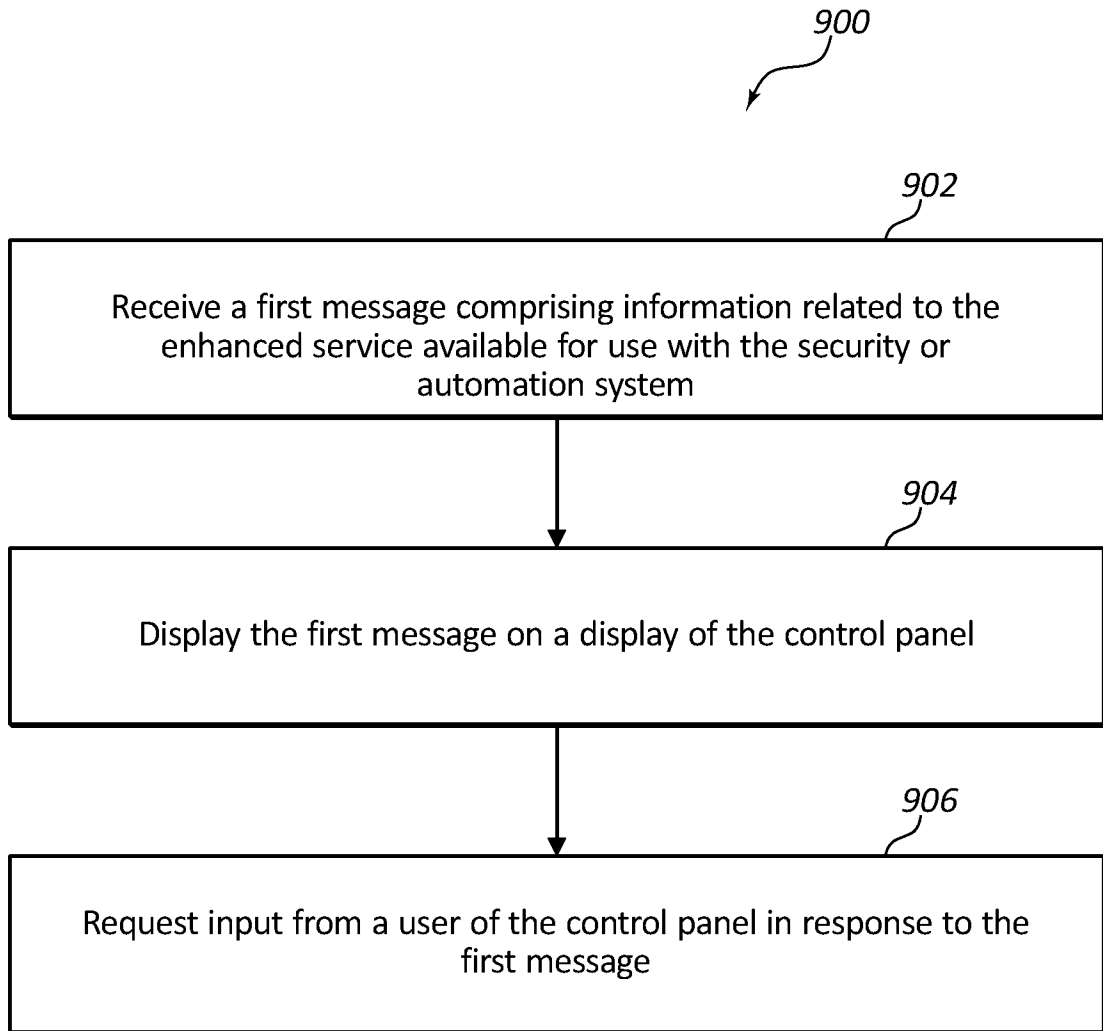 900
902
Receive a first message comprising information related to the
enhanced service available for use with the security or
automation system
904
Display the first message on a display of the control panel
906
Request input from a user of the control panel in response to the
first message